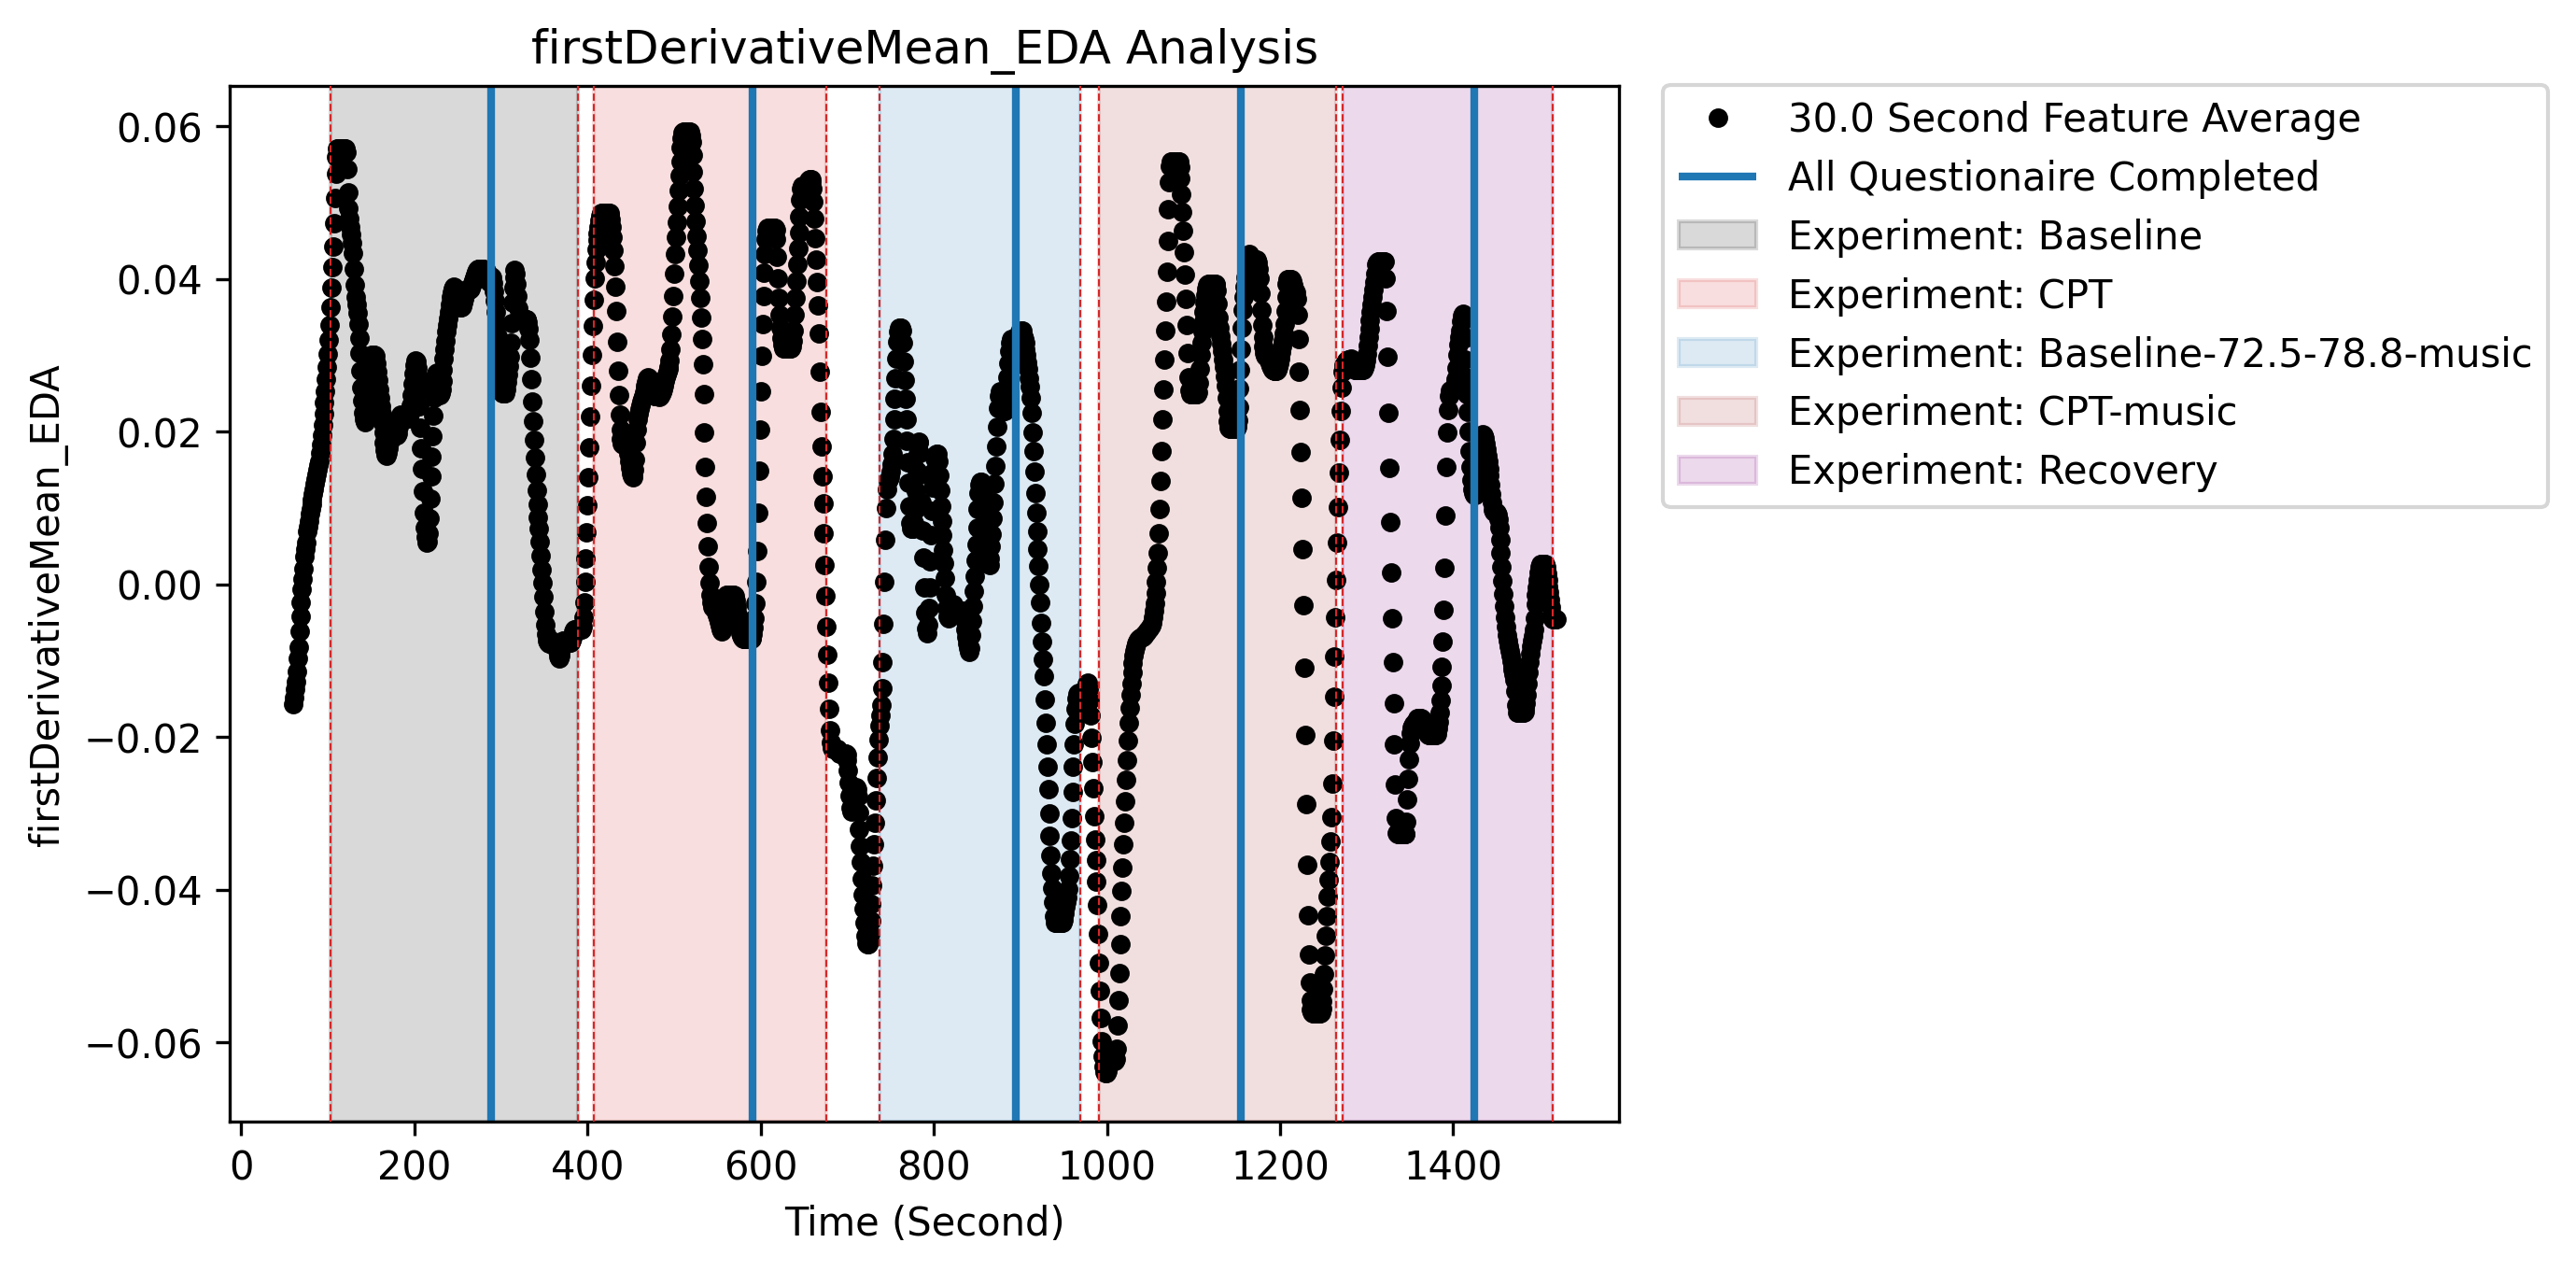 firstDerivativeMean_EDA Analysis
firstDerivativeMean_EDA
0.06
0.04
0.02
0.00
−0.02
−0.04
−0.06
0 200 400 600 800 1000 1200 1400
Time (Second)
30.0 Second Feature Average
All Questionaire Completed
Experiment: Baseline
Experiment: CPT
Experiment: Baseline-72.5-78.8-music
Experiment: CPT-music
Experiment: Recovery